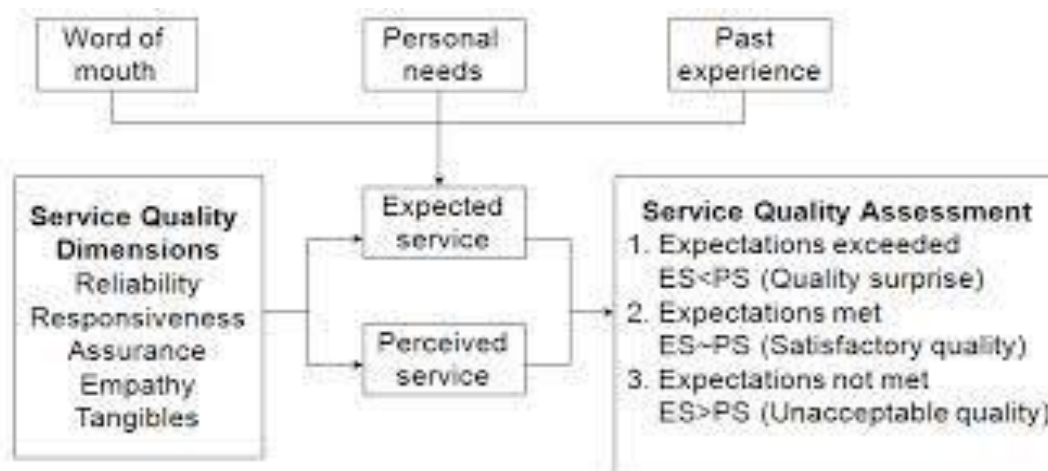 Word of
mouth
Personal
needs
Past
experience
Service Quality
Dimensions
Reliability
Responsiveness
Assurance
Empathy
Tangibles
Expected
service
Perceived
service
Service Quality Assessment
1. Expectations exceeded
ES<PS (Quality surprise)
2. Expectations met
ES~PS (Satisfactory quality)
3. Expectations not met
ES>PS (Unacceptable quality)